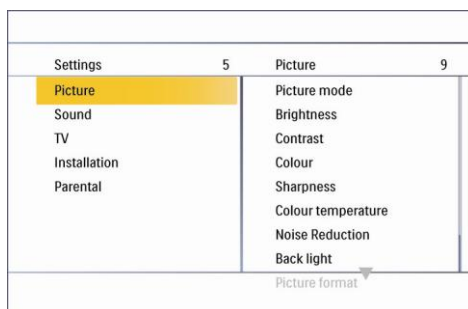 Settings 5
Picture
Sound
TV
Installation
Parental
Picture 9
Picture mode
Brightness
Contrast
Colour
Sharpness
Colour temperature
Noise Reduction
Back light
Picture format